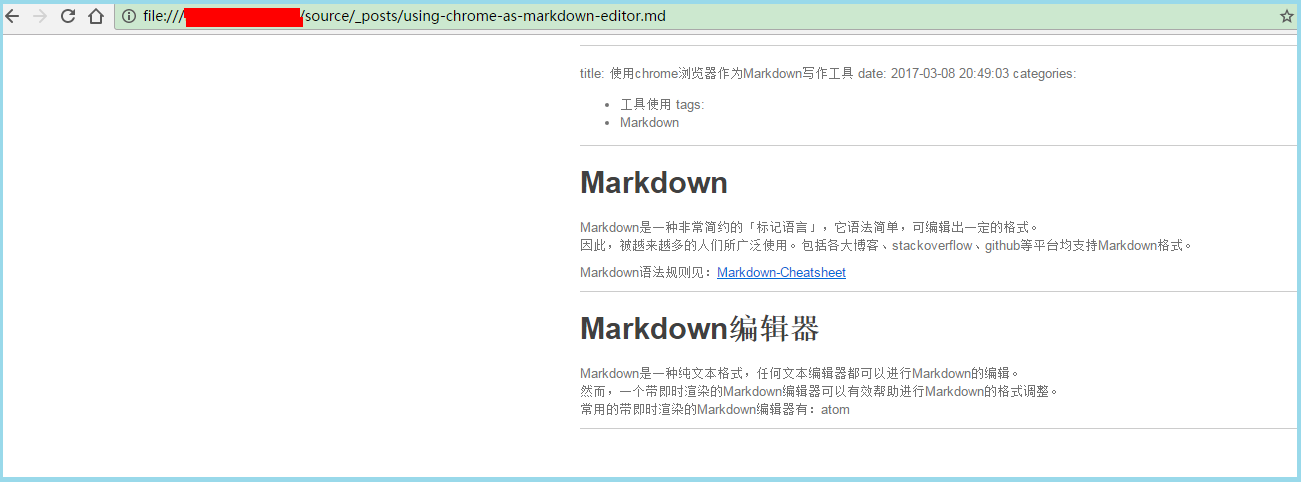 file:///
/source/_posts/using-chrome-as-markdown-editor.md
title: 使用chrome浏览器作为Markdown写作工具 date: 2017-03-08 20:49:03 categories:
• 工具使用 tags:
• Markdown
Markdown
Markdown是一种非常简约的「标记语言」，它语法简单，可编辑出一定的格式。
因此，被越来越多的人们所广泛使用。包括各大博客、stackoverflow、github等平台均支持Markdown格式。
Markdown语法规则见：Markdown-Cheatsheet
Markdown编辑器
Markdown是一种纯文本格式，任何文本编辑器都可以进行Markdown的编辑。
然而，一个带即时渲染的Markdown编辑器可以有效帮助进行Markdown的格式调整。
常用的带即时渲染的Markdown编辑器有：atom